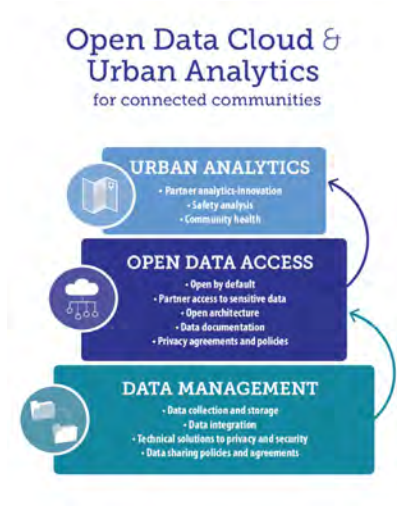 Open Data Cloud &
Urban Analytics
for connected communities
URBAN ANALYTICS
• Partner analytics-innovation
• Safety analysis
• Community health
OPEN DATA ACCESS
• Open by default
• Partner access to sensitive data
• Open architecture
• Data documentation
• Privacy agreements and policies
DATA MANAGEMENT
• Data collection and storage
• Data integration
• Technical solutions to privacy and security
• Data sharing policies and agreements